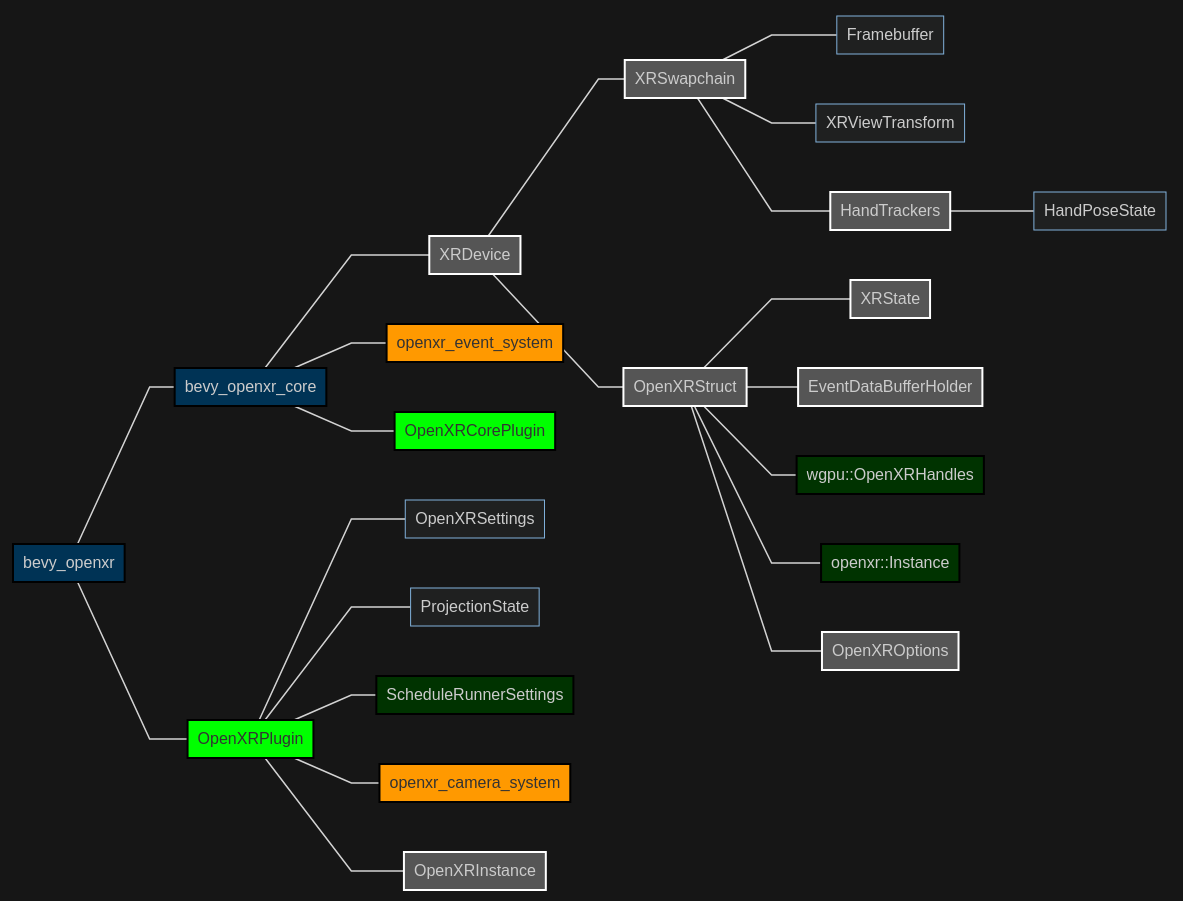 Framebuffer
XRSwapchain
XRViewTransform
HandTrackers
HandPoseState
XRDevice
XRState
openxr_event_system
bevy_openxr_core
OpenXRStruct
EventDataBufferHolder
OpenXRCorePlugin
wgpu::OpenXRHandles
OpenXRSettings
bevy_openxr
openxr::Instance
ProjectionState
OpenXROptions
ScheduleRunnerSettings
OpenXRPlugin
openxr_camera_system
OpenXRInstance